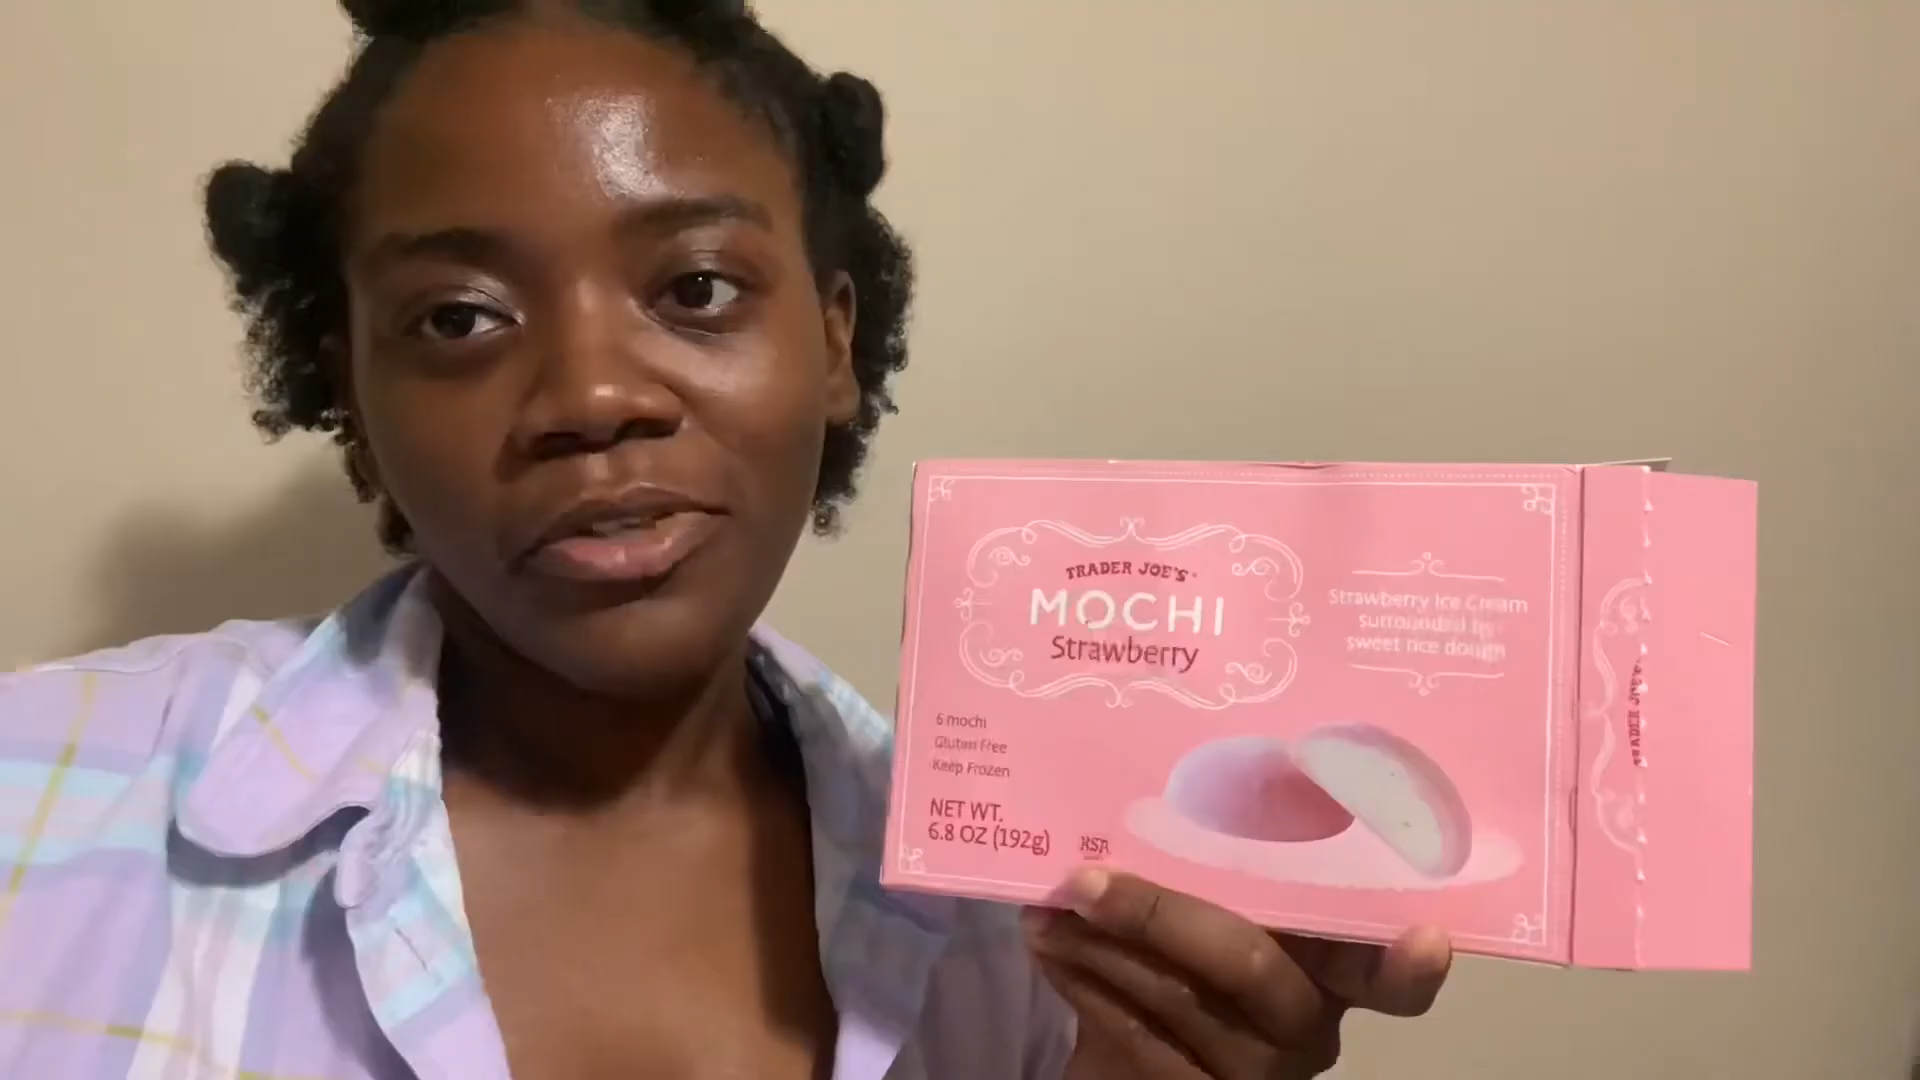 TRADER JOE'S
MOCHI
Strawberry
Strawberry Ice Cream
surrounded by
sweet rice dough
6 mochi
Gluten Free
Keep Frozen
NET WT.
6.8 OZ (192g)
KSA
TRADER JOE'S